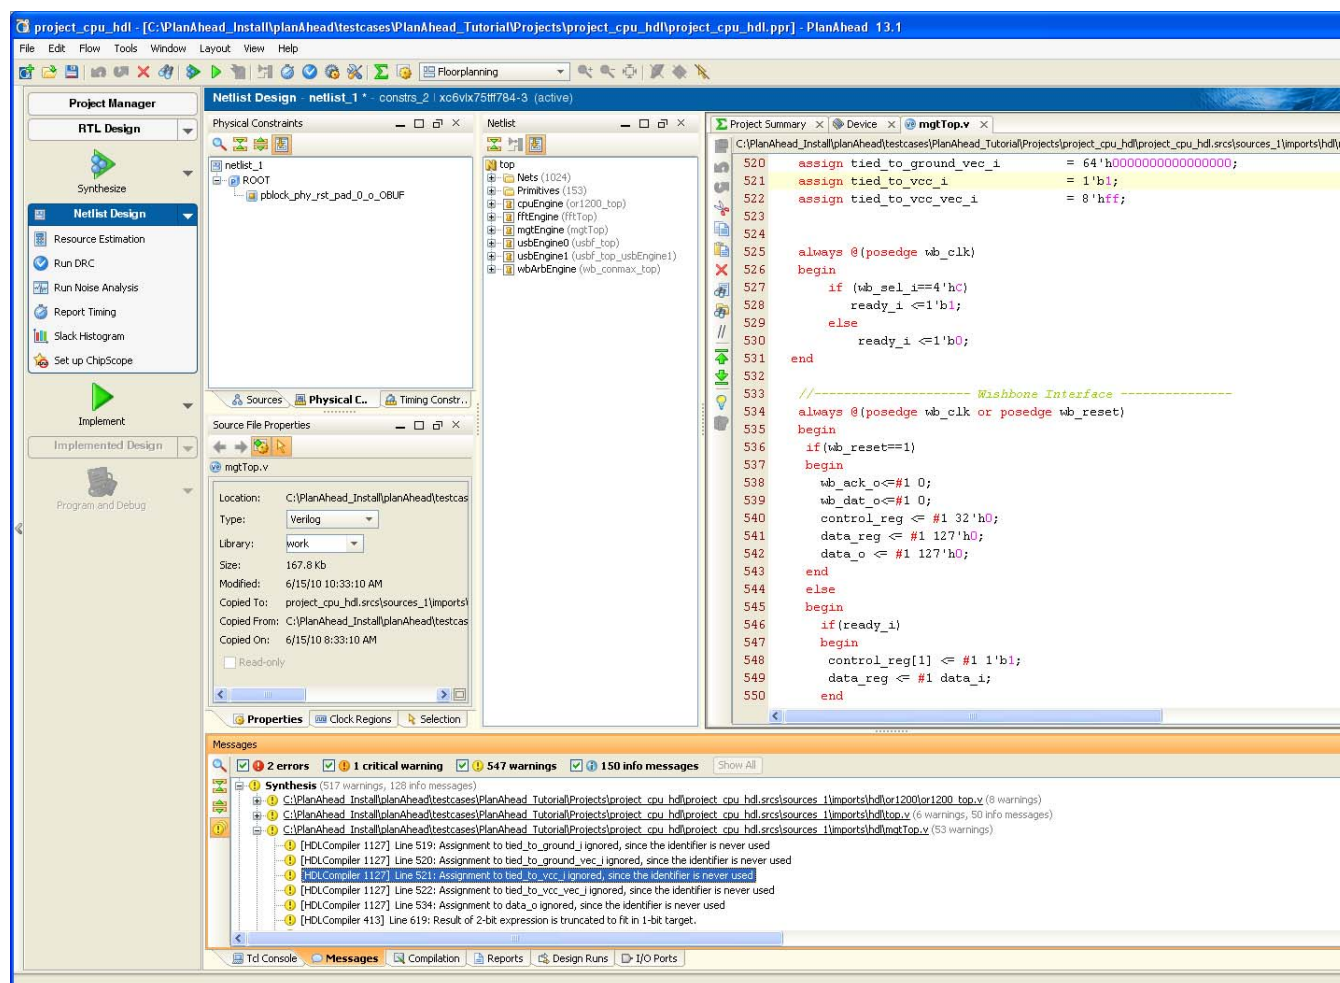 project_cpu_hdl - [C:\PlanAhead_Install\planAhead\testcases\PlanAhead_Tutorial\Projects\project_cpu_hdl\project_cpu_hdl.ppr] - PlanAhead 13.1
File Edit Flow Tools Window Layout View Help
Floorplanning
Project Manager
RTL Design
Synthesize
Netlist Design
Resource Estimation
Run DRC
Run Noise Analysis
Report Timing
Slack Histogram
Set up ChipScope
Implement
Implemented Design
Program and Debug
Netlist Design - netlist_1 * - constrs_2 | xc6vlx75tff784-3 (active)
Physical Constraints
netlist_1
ROOT
pblock_phy_rst_pad_0_o_OBUF
Sources Physical C.. Timing Constr..
Source File Properties
mgtTop.v
Location: C:\PlanAhead_Install\planAhead\testcas
Type: Verilog
Library: work
Size: 167.8 Kb
Modified: 6/15/10 10:33:10 AM
Copied To: project_cpu_hdl.srcs\sources_1\imports\
Copied From: C:\PlanAhead_Install\planAhead\testcas
Copied On: 6/15/10 8:33:10 AM
Read-only
Properties Clock Regions Selection
Netlist
top
Nets (1024)
Primitives (153)
cpuEngine (or1200_top)
fftEngine (fftTop)
mgtEngine (mgtTop)
usbEngine0 (usbf_top)
usbEngine1 (usbf_top_usbEngine1)
wbArbEngine (wb_conmax_top)
Project Summary Device mgtTop.v
C:\PlanAhead_Install\planAhead\testcases\PlanAhead_Tutorial\Projects\project_cpu_hdl\project_cpu_hdl.srcs\sources_1\imports\hdl\
520 assign tied_to_ground_vec_i = 64'h0000000000000000;
521 assign tied_to_vcc_i = 1'b1;
522 assign tied_to_vcc_vec_i = 8'hff;
523
524
525 always @(posedge wb_clk)
526 begin
527 if (wb_sel_i==4'hC)
528 ready_i <=1'b1;
529 else
530 ready_i <=1'b0;
531 end
532
533 //--------------------- Wishbone Interface ---------------
534 always @(posedge wb_clk or posedge wb_reset)
535 begin
536 if(wb_reset==1)
537 begin
538 wb_ack_o<=#1 0;
539 wb_dat_o<=#1 0;
540 control_reg <= #1 32'h0;
541 data_reg <= #1 127'h0;
542 data_o <= #1 127'h0;
543 end
544 else
545 begin
546 if(ready_i)
547 begin
548 control_reg[1] <= #1 1'b1;
549 data_reg <= #1 data_i;
550 end
Messages
2 errors 1 critical warning 547 warnings 150 info messages Show All
Synthesis (517 warnings, 128 info messages)
C:\PlanAhead_Install\planAhead\testcases\PlanAhead_Tutorial\Projects\project_cpu_hdl\project_cpu_hdl.srcs\sources_1\imports\hdl\or1200\or1200_top.v (8 warnings)
C:\PlanAhead_Install\planAhead\testcases\PlanAhead_Tutorial\Projects\project_cpu_hdl\project_cpu_hdl.srcs\sources_1\imports\hdl\top.v (6 warnings, 50 info messages)
C:\PlanAhead_Install\planAhead\testcases\PlanAhead_Tutorial\Projects\project_cpu_hdl\project_cpu_hdl.srcs\sources_1\imports\hdl\mgtTop.v (53 warnings)
[HDLCompiler 1127] Line 519: Assignment to tied_to_ground_i ignored, since the identifier is never used
[HDLCompiler 1127] Line 520: Assignment to tied_to_ground_vec_i ignored, since the identifier is never used
[HDLCompiler 1127] Line 521: Assignment to tied_to_vcc_i ignored, since the identifier is never used
[HDLCompiler 1127] Line 522: Assignment to tied_to_vcc_vec_i ignored, since the identifier is never used
[HDLCompiler 1127] Line 534: Assignment to data_o ignored, since the identifier is never used
[HDLCompiler 413] Line 619: Result of 2-bit expression is truncated to fit in 1-bit target.
Tcl Console Messages Compilation Reports Design Runs I/O Ports